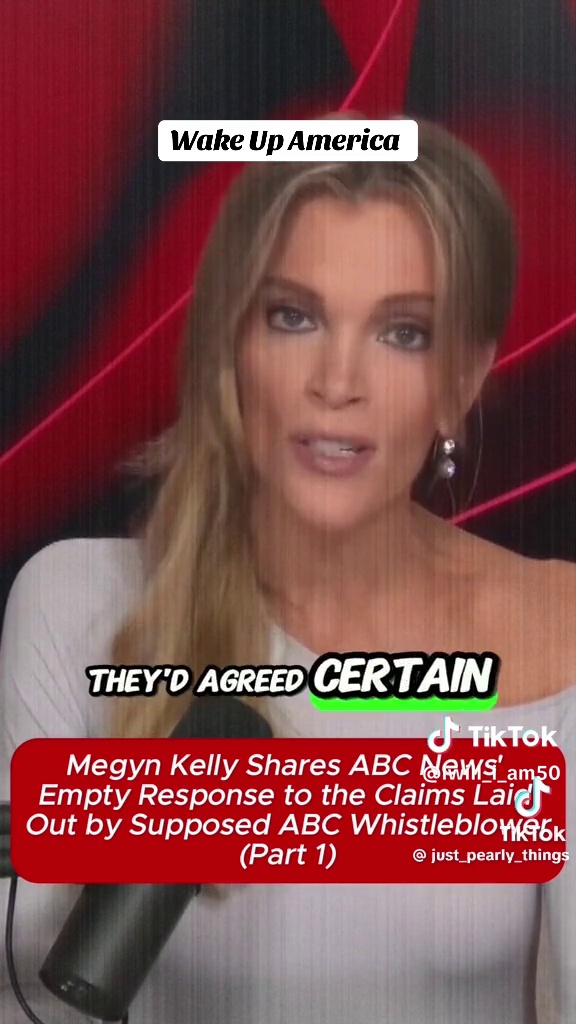 Wake Up America
THEY'D AGREED CERTAIN
Megyn Kelly Shares ABC News'
Empty Response to the Claims Laid
Out by Supposed ABC Whistleblower
(Part 1)
TikTok
@iwill_i_am50
TikTok
@ just_pearly_things